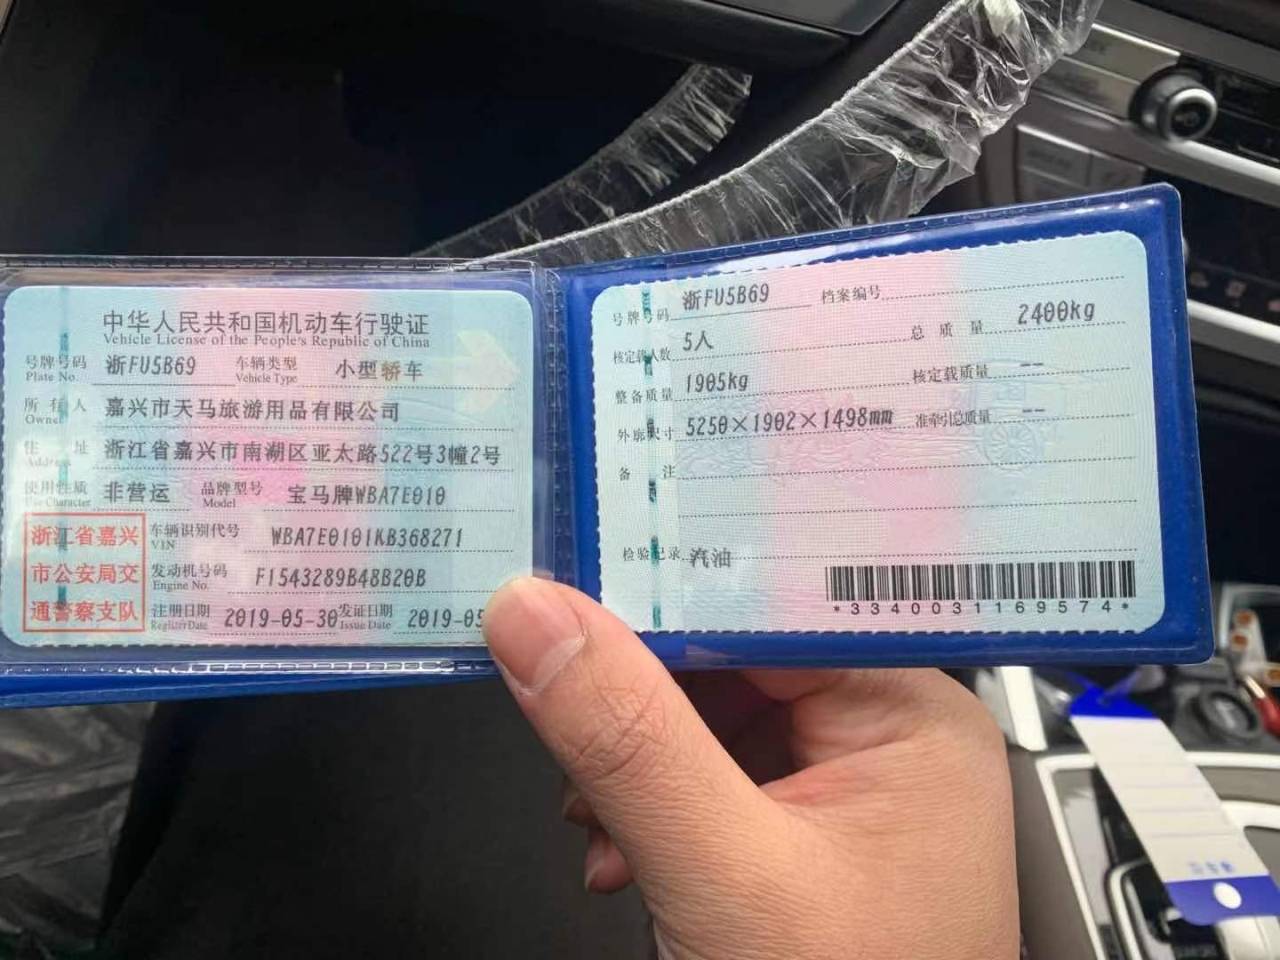 中华人民共和国机动车行驶证
Vehicle License of the People's Republic of China
号牌号码 浙FU5B69 车辆类型 小型轿车
Plate No. Vehicle Type
所有人 嘉兴市天马旅游用品有限公司
Owner
住址 浙江省嘉兴市南湖区亚太路522号3幢2号
Address
使用性质 非营运 品牌型号 宝马牌WBA7E010
Use Character Model
浙江省嘉兴
市公安局交
通警察支队
车辆识别代号 WBA7E0101KB368271
VIN
发动机号码 F1543289B48B20B
Engine No.
注册日期 2019-05-30 发证日期 2019-05
Register Date Issue Date
号牌号码 浙FU5B69 档案编号
核定载人数 5人 总质量 2400kg
整备质量 1905kg 核定载质量 --
外廓尺寸 5250×1902×1498mm 准牵引总质量 --
备注
检验记录 汽油
*3340031169574*